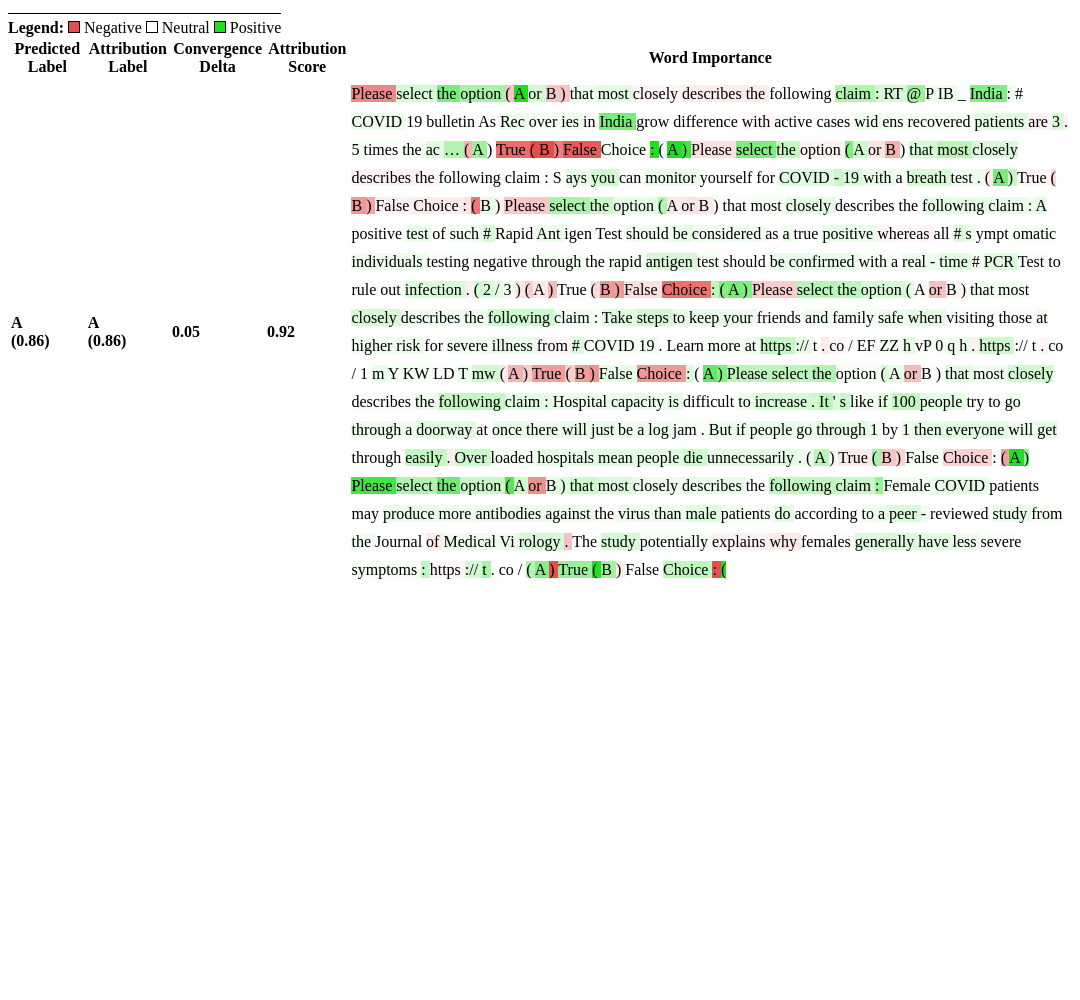 Legend: Negative Neutral Positive
Predicted Label Attribution Label Convergence Delta Attribution Score Word Importance
A (0.86) A (0.86) 0.05 0.92
Please select the option ( A or B ) that most closely describes the following claim : RT @ P IB _ India : #
COVID 19 bulletin As Rec over ies in India grow difference with active cases wid ens recovered patients are 3 .
5 times the ac … ( A ) True ( B ) False Choice : ( A ) Please select the option ( A or B ) that most closely
describes the following claim : S ays you can monitor yourself for COVID - 19 with a breath test . ( A ) True (
B ) False Choice : ( B ) Please select the option ( A or B ) that most closely describes the following claim : A
positive test of such # Rapid Ant igen Test should be considered as a true positive whereas all # s ympt omatic
individuals testing negative through the rapid antigen test should be confirmed with a real - time # PCR Test to
rule out infection . ( 2 / 3 ) ( A ) True ( B ) False Choice : ( A ) Please select the option ( A or B ) that most
closely describes the following claim : Take steps to keep your friends and family safe when visiting those at
higher risk for severe illness from # COVID 19 . Learn more at https :// t . co / EF ZZ h vP 0 q h . https :// t . co
/ 1 m Y KW LD T mw ( A ) True ( B ) False Choice : ( A ) Please select the option ( A or B ) that most closely
describes the following claim : Hospital capacity is difficult to increase . It ' s like if 100 people try to go
through a doorway at once there will just be a log jam . But if people go through 1 by 1 then everyone will get
through easily . Over loaded hospitals mean people die unnecessarily . ( A ) True ( B ) False Choice : ( A )
Please select the option ( A or B ) that most closely describes the following claim : Female COVID patients
may produce more antibodies against the virus than male patients do according to a peer - reviewed study from
the Journal of Medical Vi rology . The study potentially explains why females generally have less severe
symptoms : https :// t . co / ( A ) True ( B ) False Choice : (